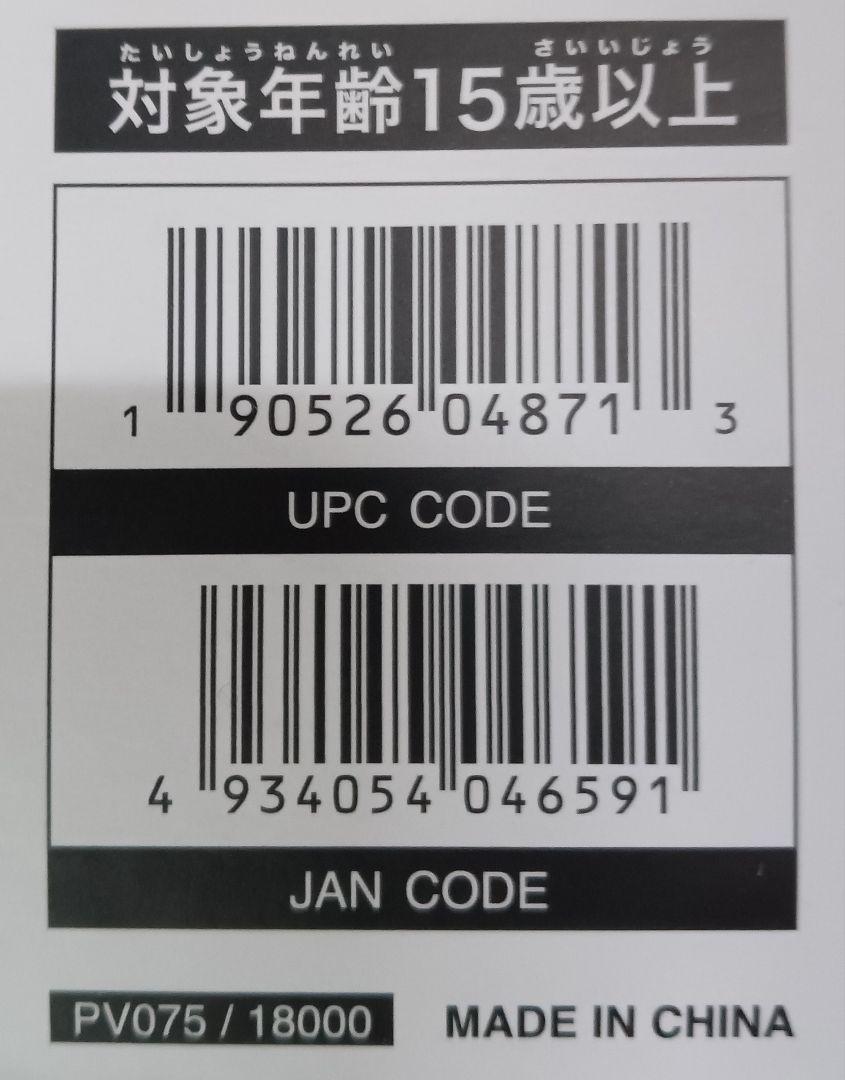 たいしょうねんれい さいいじょう
対象年齢15歳以上
1 90526 04871 3
UPC CODE
4 934054 046591
JAN CODE
PV075 / 18000 MADE IN CHINA